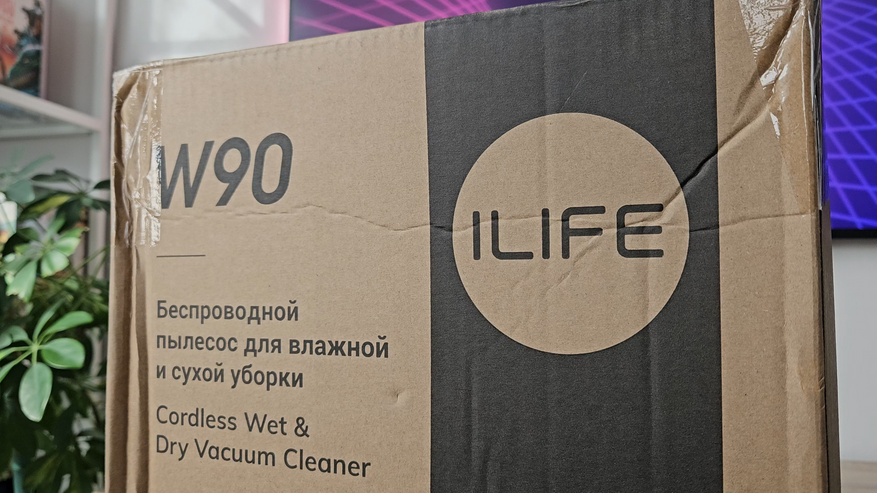 W90
ILIFE
Беспроводной
пылесос для влажной
и сухой уборки
Cordless Wet &
Dry Vacuum Cleaner